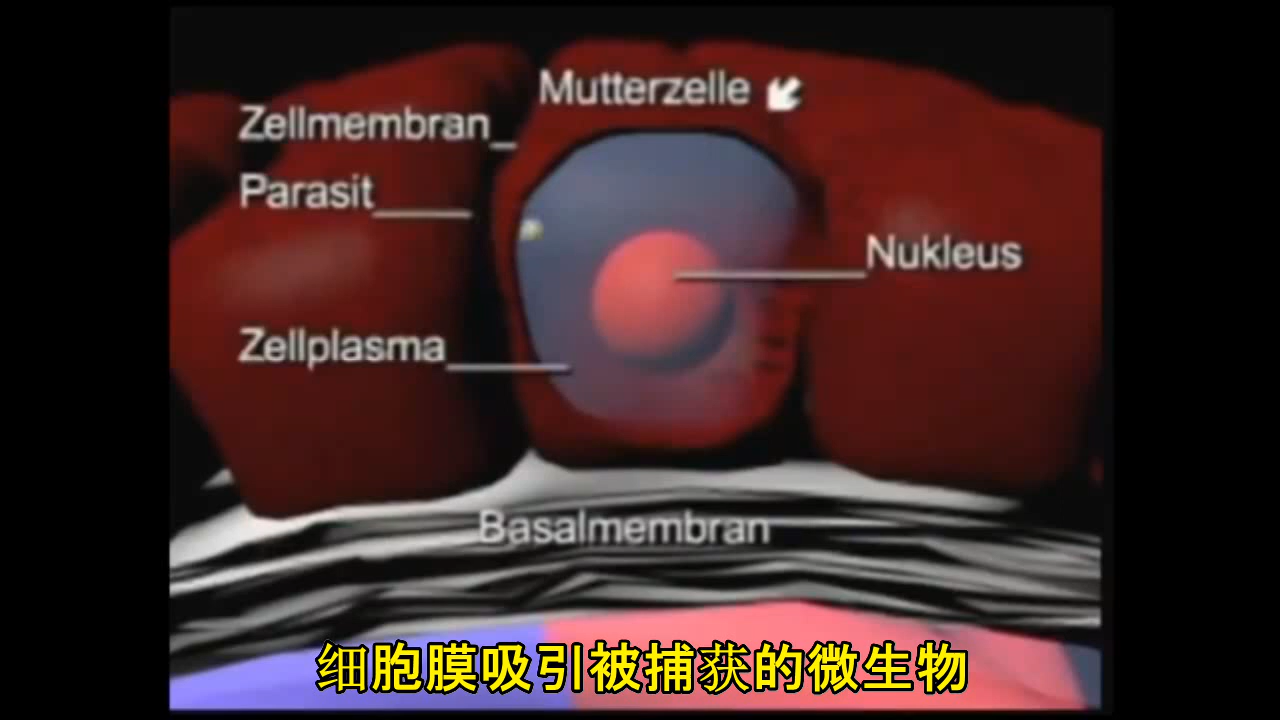 Mutterzelle
Zellmembran
Parasit
Nukleus
Zellplasma
Basalmembran
细胞膜吸引被捕获的微生物